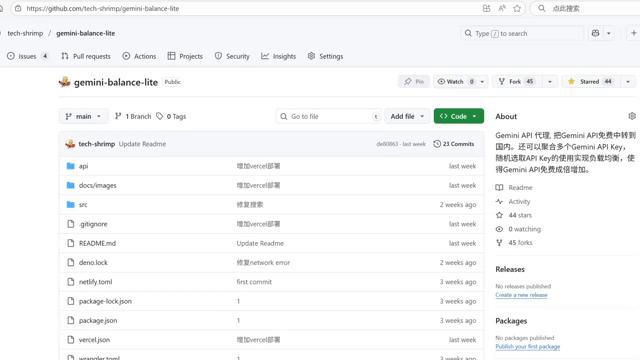 https://github.com/tech-shrimp/gemini-balance-lite
点此搜索
tech-shrimp / gemini-balance-lite
Type / to search
Issues 4
Pull requests
Actions
Projects
Security
Insights
Settings
gemini-balance-lite Public
Pin
Watch 0
Fork 45
Starred 44
main
1 Branch
0 Tags
Go to file t
Add file
Code
tech-shrimp Update Readme
de80863 · last week
23 Commits
api 增加vercel部署 last week
docs/images 增加vercel部署 last week
src 修复搜索 2 weeks ago
.gitignore 增加vercel部署 last week
README.md Update Readme last week
deno.lock 修复network error 2 weeks ago
netlify.toml first commit 3 weeks ago
package-lock.json 1 3 weeks ago
package.json 1 3 weeks ago
vercel.json 增加vercel部署 last week
wrangler.toml 1 3 weeks ago
About
Gemini API 代理, 把Gemini API免费中转到
国内。还可以聚合多个Gemini API Key，
随机选取API Key的使用实现负载均衡，使
得Gemini API免费成倍增加。
Readme
Activity
44 stars
0 watching
45 forks
Releases
No releases published
Create a new release
Packages
No packages published
Publish your first package